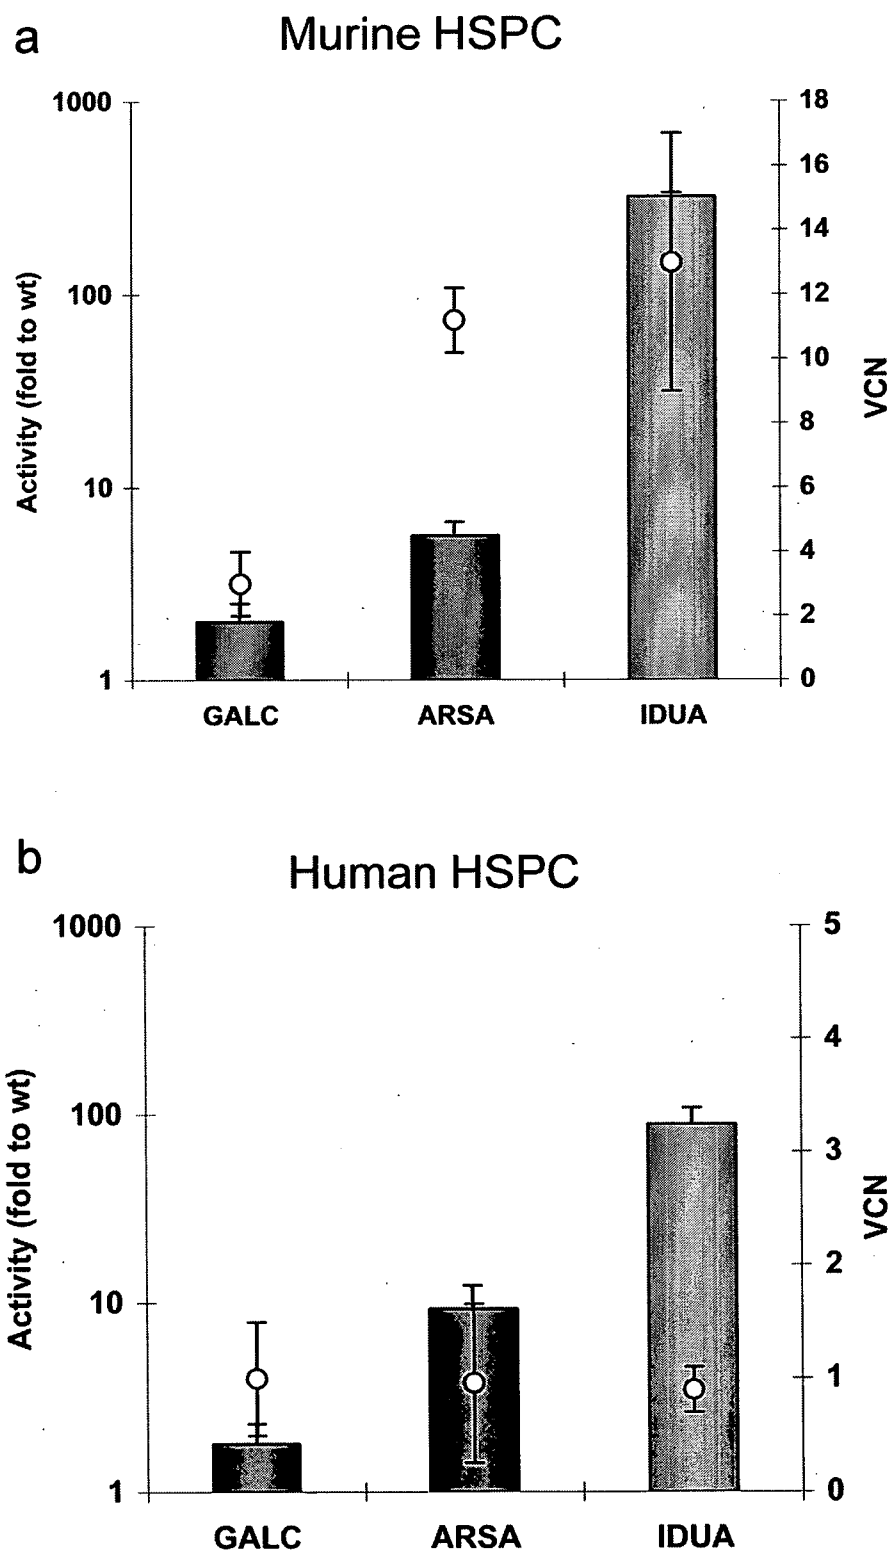 a
Murine HSPC
1000
100
10
1
Activity (fold to wt)
18
16
14
12
10
8
6
4
2
0
VCN
GALC ARSA IDUA
b
Human HSPC
1000
100
10
1
Activity (fold to wt)
5
4
3
2
1
0
VCN
GALC ARSA IDUA